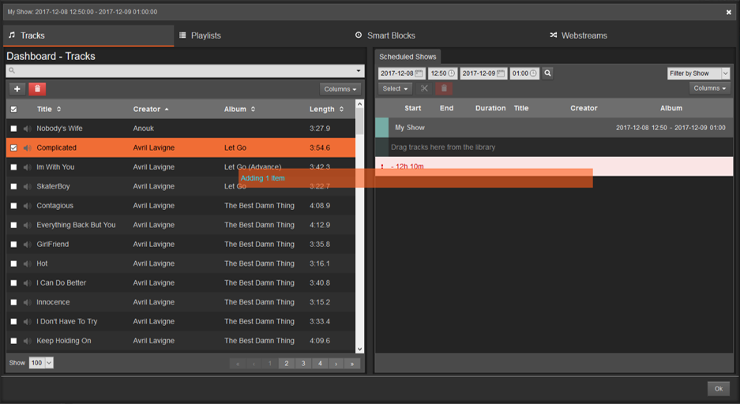 My Show: 2017-12-08 12:50:00 - 2017-12-09 01:00:00
Tracks
Playlists
Smart Blocks
Webstreams
Dashboard - Tracks
Columns
Title Creator Album Length
Nobody's Wife Anouk 3:27.9
Complicated Avril Lavigne Let Go 3:54.6
Im With You Avril Lavigne Let Go (Advance) 3:42.3
SkaterBoy Avril Lavigne Let Go 3:22.7
Adding 1 Item
Contagious Avril Lavigne The Best Damn Thing 4:08.9
Everything Back But You Avril Lavigne The Best Damn Thing 4:12.9
GirlFriend Avril Lavigne The Best Damn Thing 3:35.8
Hot Avril Lavigne The Best Damn Thing 3:16.1
I Can Do Better Avril Lavigne The Best Damn Thing 3:40.8
Innocence Avril Lavigne The Best Damn Thing 3:15.2
I Don't Have To Try Avril Lavigne The Best Damn Thing 3:33.4
Keep Holding On Avril Lavigne The Best Damn Thing 4:09.6
Show 100 « ‹ 1 2 3 4 › »
Scheduled Shows
2017-12-08 12:50 2017-12-09 01:00 Filter by Show
Select Columns
Start End Duration Title Creator Album
My Show 2017-12-08 12:50 - 2017-12-09 01:00
Drag tracks here from the library
! - 12h 10m
Ok